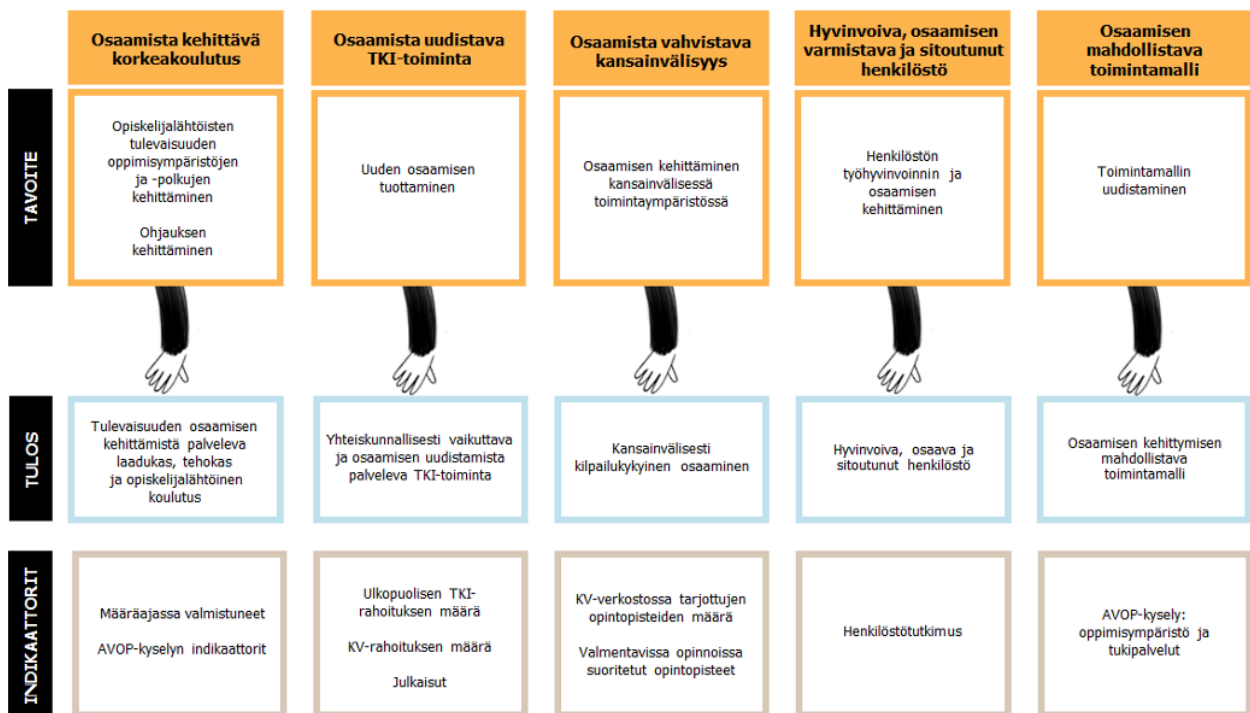 Osaamista kehittävä
korkeakoulutus
Osaamista uudistava
TKI-toiminta
Osaamista vahvistava
kansainvälisyys
Hyvinvoiva, osaamisen
varmistava ja sitoutunut
henkilöstö
Osaamisen
mahdollistava
toimintamalli
TAVOITE
Opiskelijalähtöisten
tulevaisuuden
oppimisympäristöjen
ja -polkujen
kehittäminen
Ohjauksen
kehittäminen
Uuden osaamisen
tuottaminen
Osaamisen kehittäminen
kansainvälisessä
toimintaympäristössä
Henkilöstön
työhyvinvoinnin ja
osaamisen
kehittäminen
Toimintamallin
uudistaminen
TULOS
Tulevaisuuden osaamisen
kehittämistä palveleva
laadukas, tehokas
ja opiskelijalähtöinen
koulutus
Yhteiskunnallisesti vaikuttava
ja osaamisen uudistamista
palveleva TKI-toiminta
Kansainvälisesti
kilpailukykyinen osaaminen
Hyvinvoiva, osaava ja
sitoutunut henkilöstö
Osaamisen kehittymisen
mahdollistava
toimintamalli
INDIKAATTORIT
Määräajassa valmistuneet
AVOP-kyselyn indikaattorit
Ulkopuolisen TKI-
rahoituksen määrä
KV-rahoituksen määrä
Julkaisut
KV-verkostossa tarjottujen
opintopisteiden määrä
Valmentavissa opinnoissa
suoritetut opintopisteet
Henkilöstötutkimus
AVOP-kysely:
oppimisympäristö ja
tukipalvelut